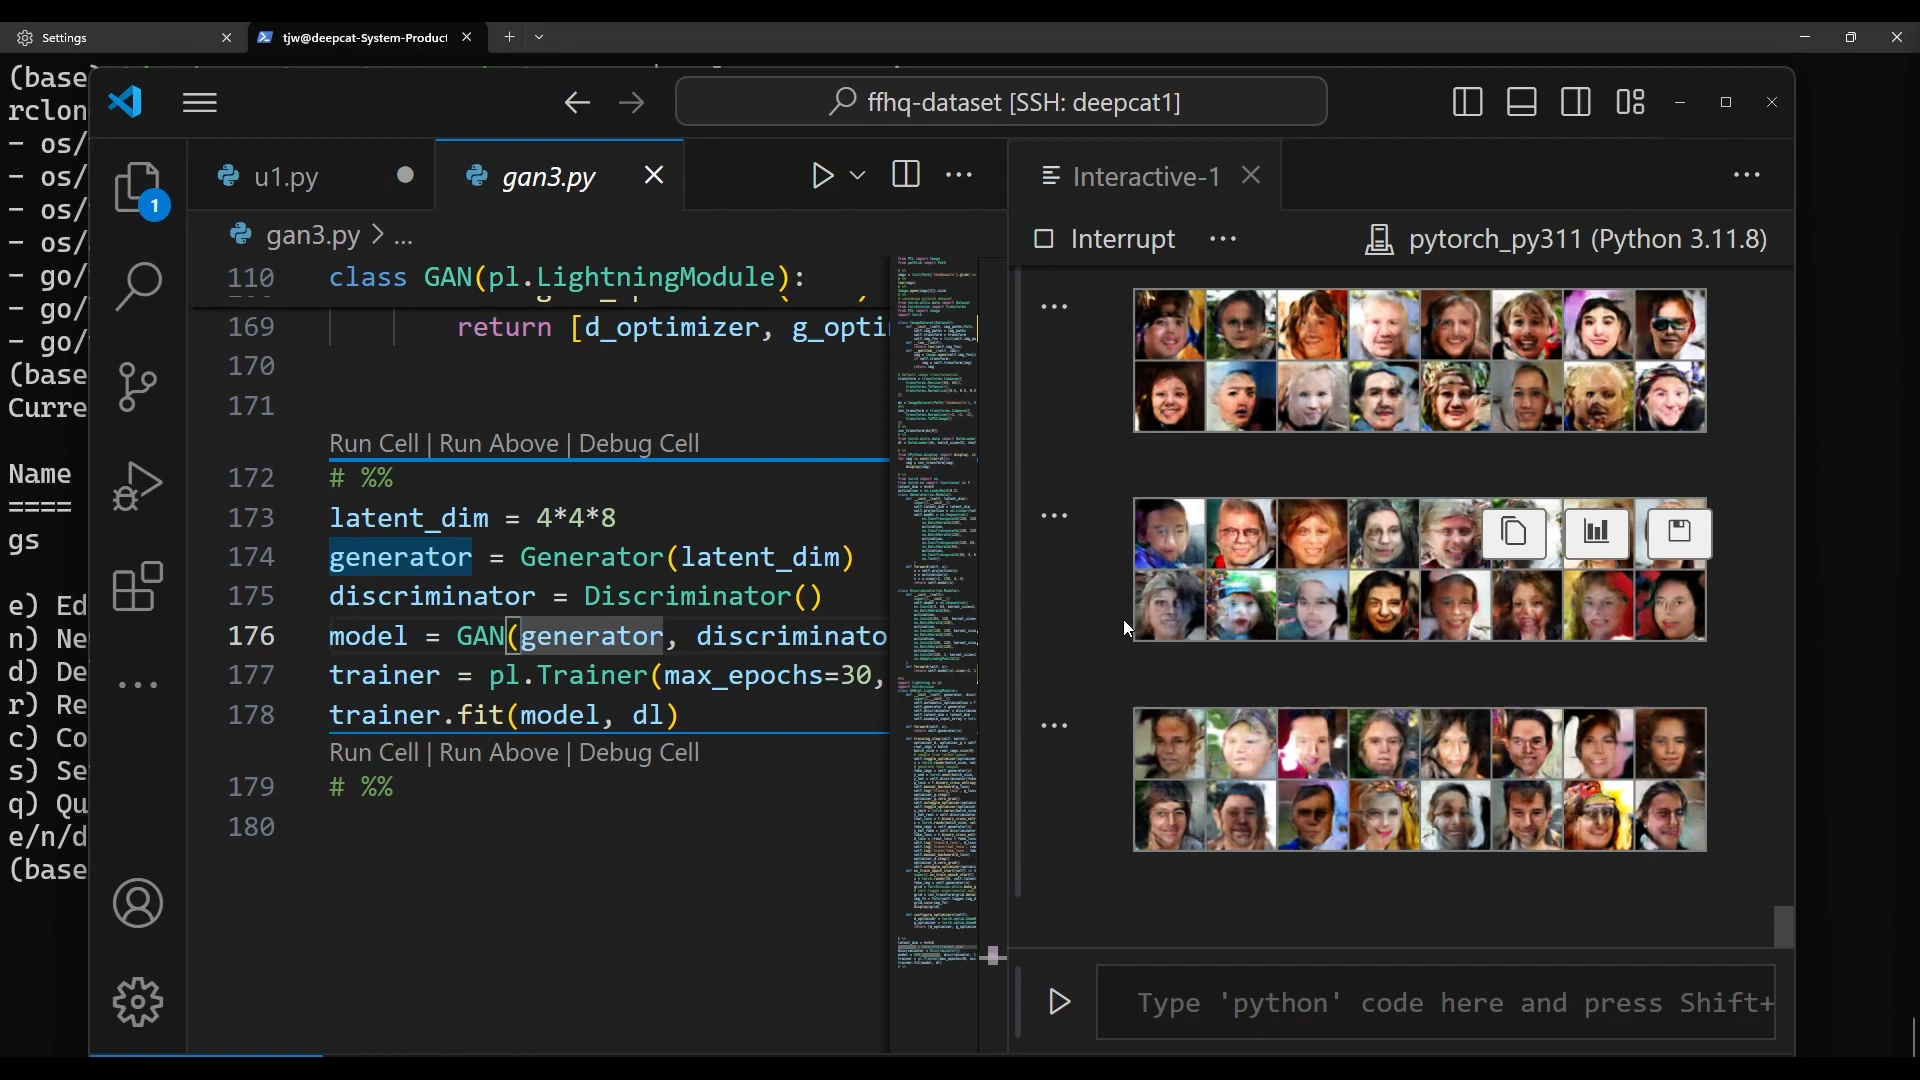 Settings
tjw@deepcat-System-Product
(base
rclon
- os/
- os/
- os/
- os/
- go/
- go/
- go/
(base
Curre
Name
====
gs
e) Ed
n) Ne
d) De
r) Re
c) Co
s) Se
q) Qu
e/n/d
(base
ffhq-dataset [SSH: deepcat1]
1
u1.py
gan3.py
gan3.py > ...
110 class GAN(pl.LightningModule):
169 return [d_optimizer, g_opti
170
171
Run Cell | Run Above | Debug Cell
172 # %%
173 latent_dim = 4*4*8
174 generator = Generator(latent_dim)
175 discriminator = Discriminator()
176 model = GAN(generator, discriminato
177 trainer = pl.Trainer(max_epochs=30,
178 trainer.fit(model, dl)
Run Cell | Run Above | Debug Cell
179 # %%
180
Interactive-1
Interrupt
pytorch_py311 (Python 3.11.8)
Type 'python' code here and press Shift+